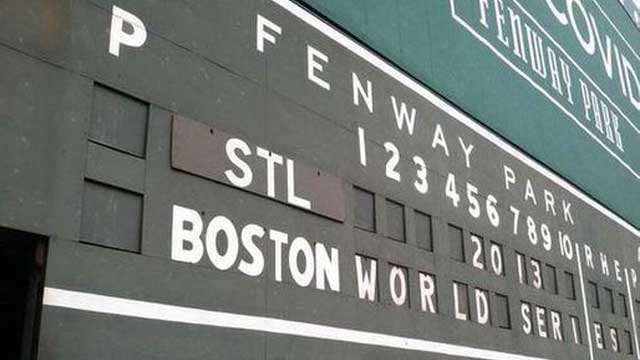 COVIN
FENWAY PARK
P F FENWAY PARK
1 2 3 4 5 6 7 8 9 10 R H E P
STL 2013
BOSTON WORLD SERIES